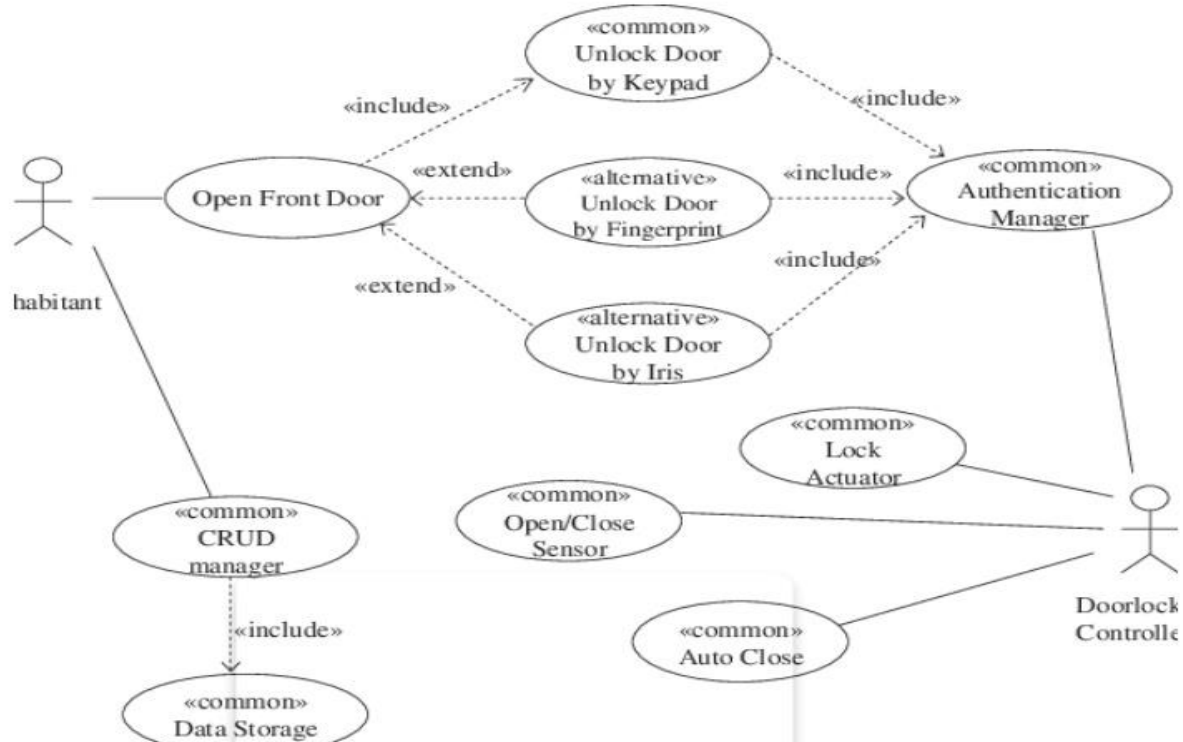 «common»
Unlock Door
by Keypad
«include»
«include»
«extend»
«alternative»
Unlock Door
by Fingerprint
«include»
«common»
Authentication
Manager
Open Front Door
habitant
«extend»
«include»
«alternative»
Unlock Door
by Iris
«common»
Lock
Actuator
«common»
Open/Close
Sensor
«common»
CRUD
manager
Doorlock
Controlle
«include»
«common»
Auto Close
«common»
Data Storage